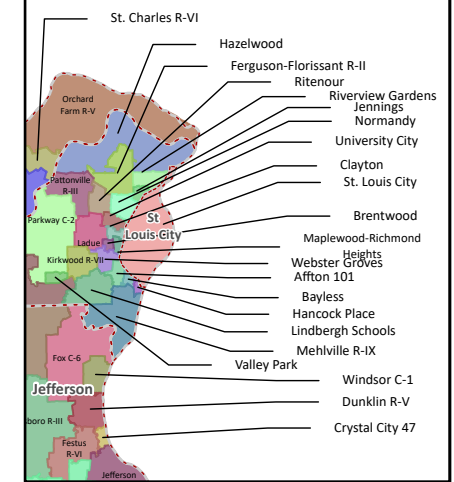 St. Charles R-VI
Hazelwood
Ferguson-Florissant R-II
Ritenour
Riverview Gardens
Jennings
Normandy
University City
Clayton
St. Louis City
Brentwood
Maplewood-Richmond
Heights
Webster Groves
Affton 101
Bayless
Hancock Place
Lindbergh Schools
Mehlville R-IX
Valley Park
Windsor C-1
Dunklin R-V
Crystal City 47
Orchard
Farm R-V
Pattonville
R-III
Parkway C-2
St
Louis City
Ladue
Kirkwood R-VII
Fox C-6
Jefferson
boro R-III
Festus
R-VI
Jefferson